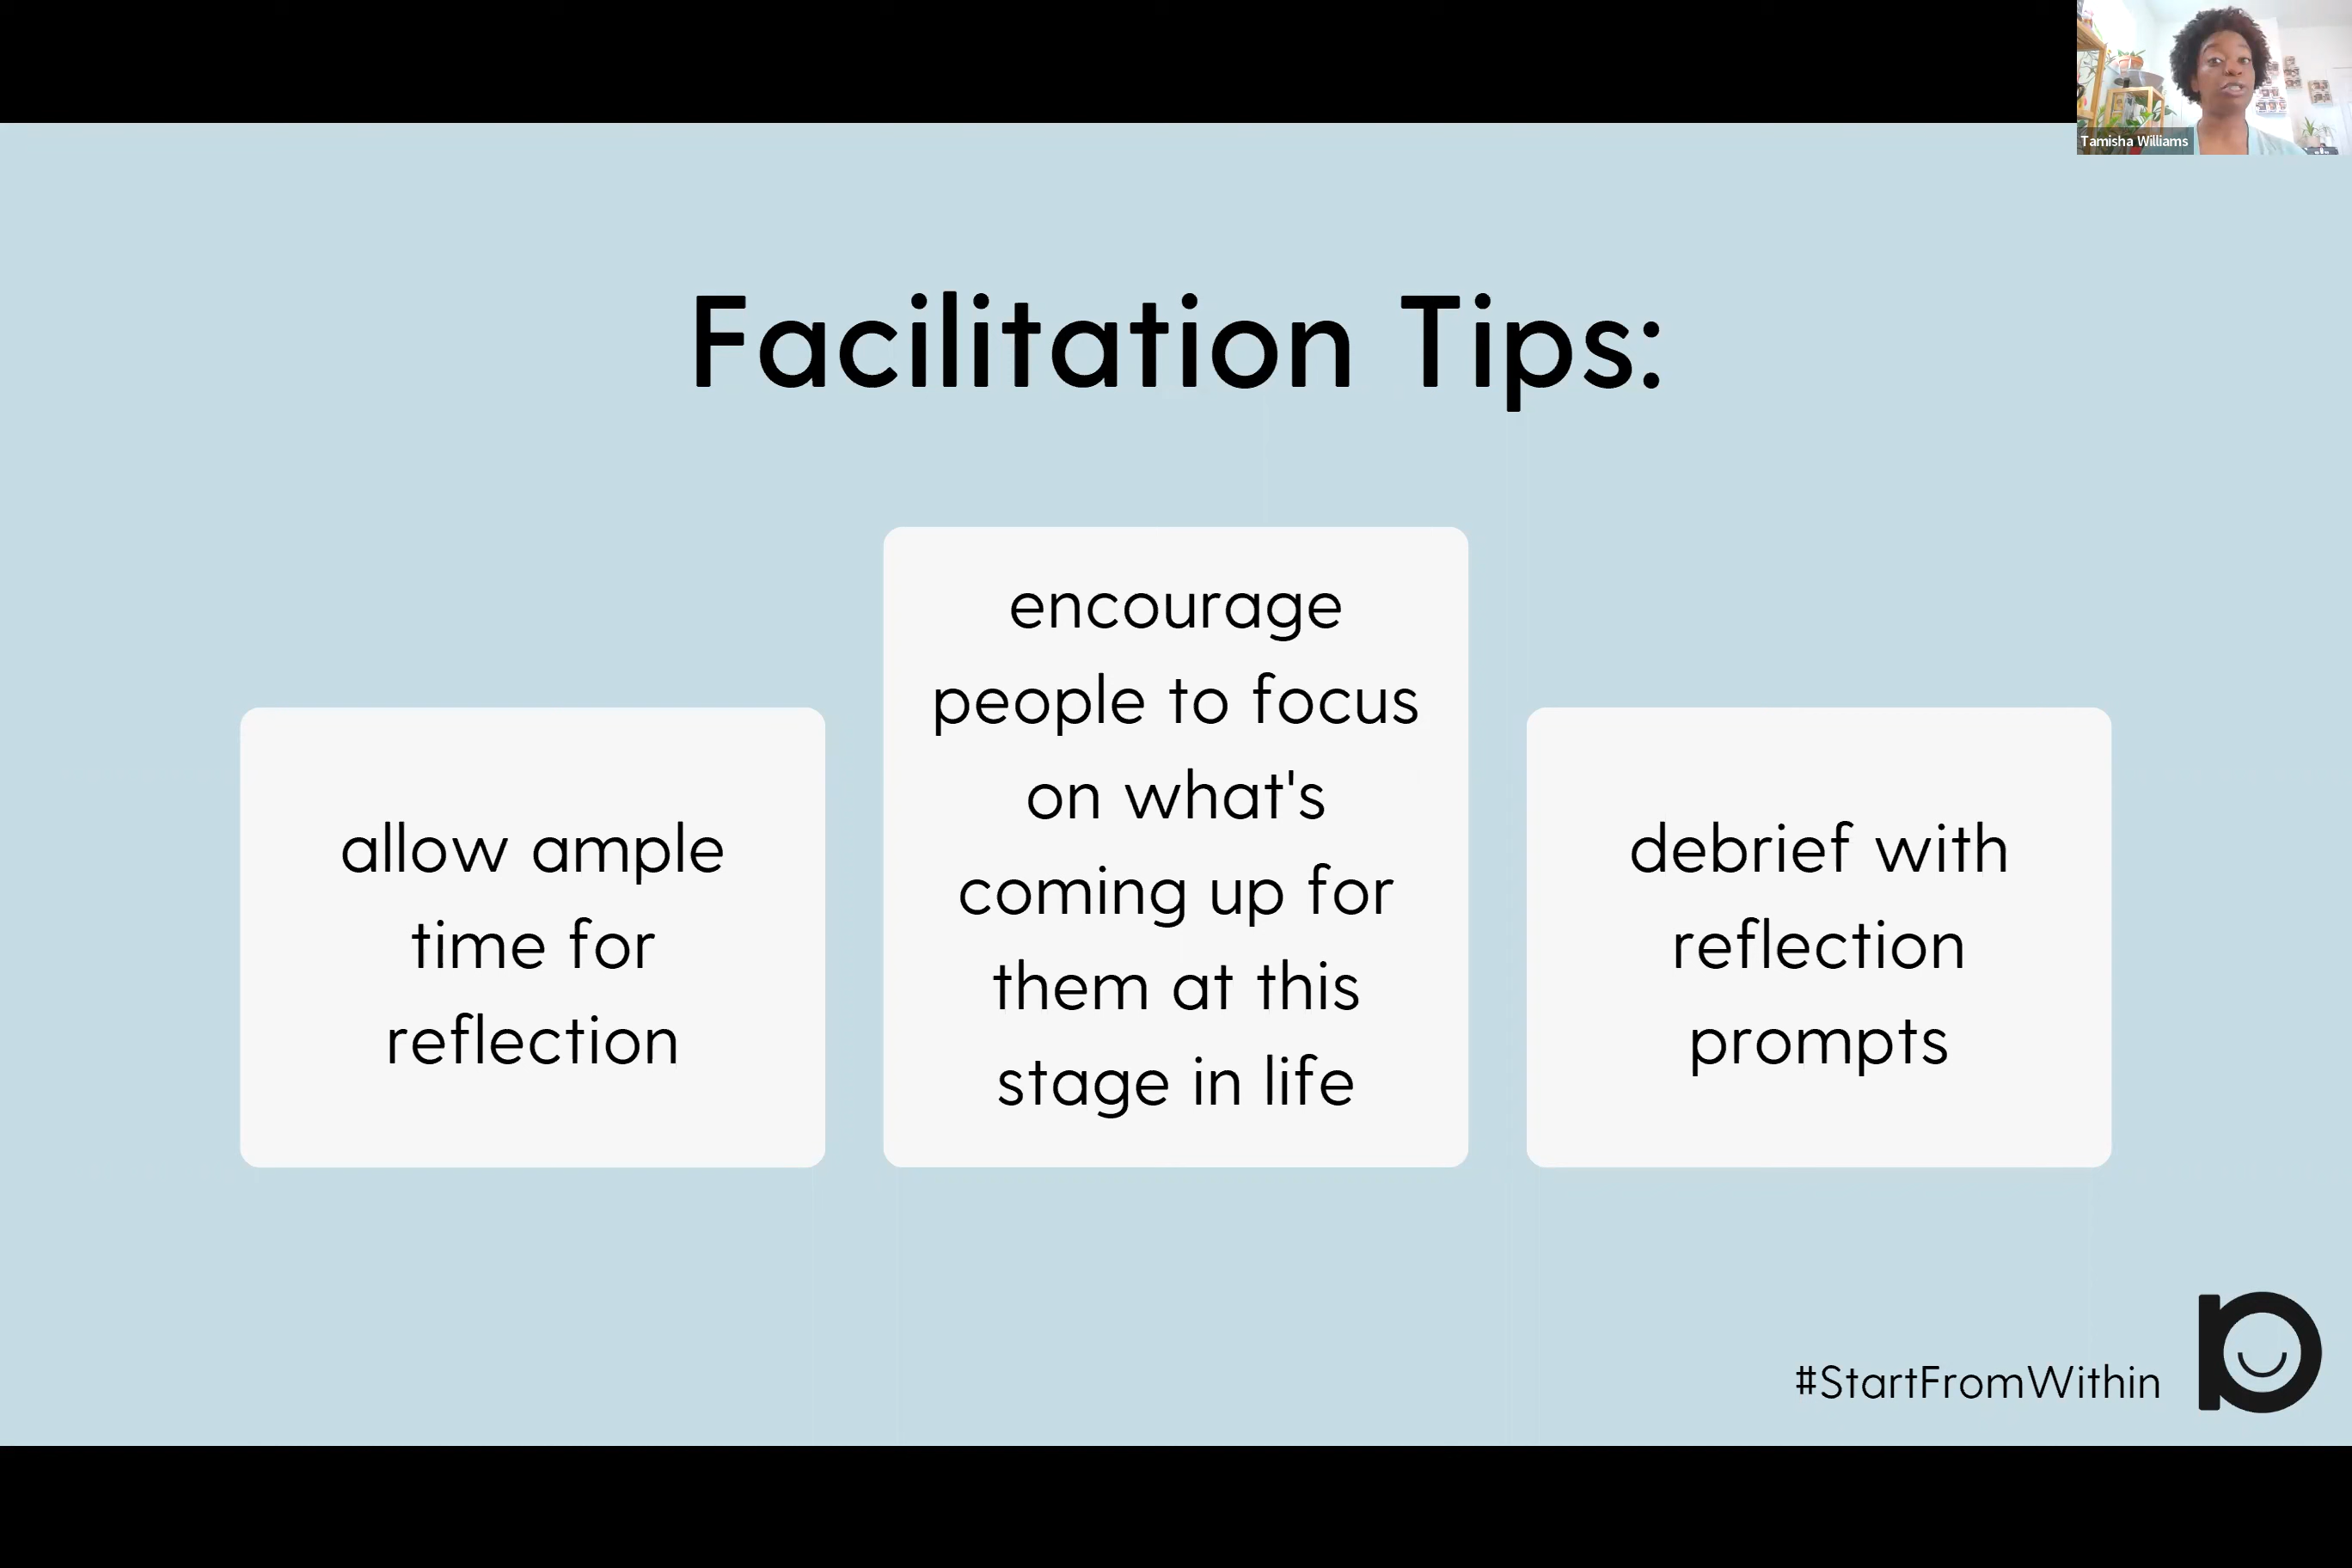 Tamisha Williams
Facilitation Tips:
allow ample
time for
reflection
encourage
people to focus
on what's
coming up for
them at this
stage in life
debrief with
reflection
prompts
#StartFromWithin